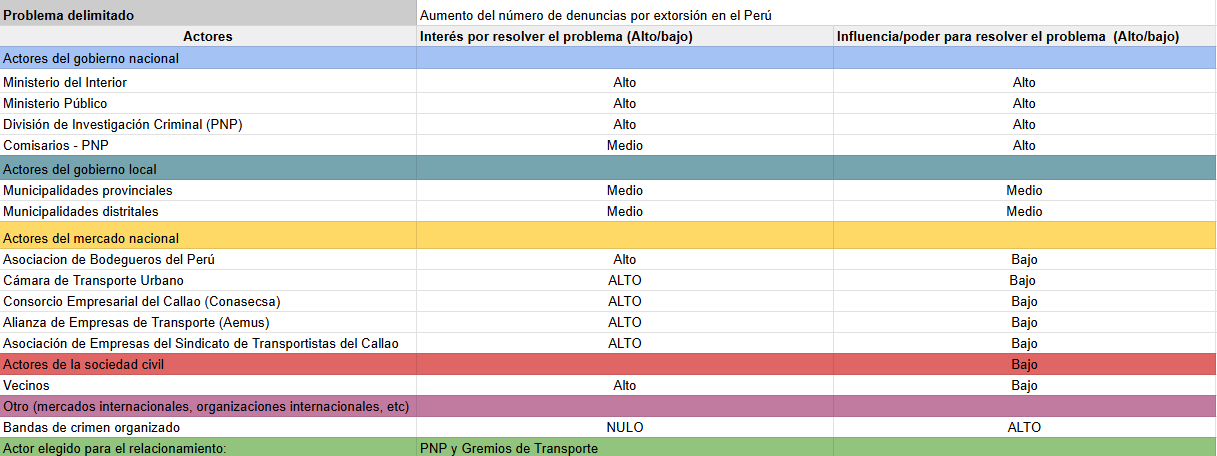 Problema delimitado Aumento del número de denuncias por extorsión en el Perú
Actores Interés por resolver el problema (Alto/bajo) Influencia/poder para resolver el problema (Alto/bajo)
Actores del gobierno nacional
Ministerio del Interior Alto Alto
Ministerio Público Alto Alto
División de Investigación Criminal (PNP) Alto Alto
Comisarios - PNP Medio Alto
Actores del gobierno local
Municipalidades provinciales Medio Medio
Municipalidades distritales Medio Medio
Actores del mercado nacional
Asociacion de Bodegueros del Perú Alto Bajo
Cámara de Transporte Urbano ALTO Bajo
Consorcio Empresarial del Callao (Conasecsa) ALTO Bajo
Alianza de Empresas de Transporte (Aemus) ALTO Bajo
Asociación de Empresas del Sindicato de Transportistas del Callao ALTO Bajo
Actores de la sociedad civil Bajo
Vecinos Alto Bajo
Otro (mercados internacionales, organizaciones internacionales, etc)
Bandas de crimen organizado NULO ALTO
Actor elegido para el relacionamiento: PNP y Gremios de Transporte